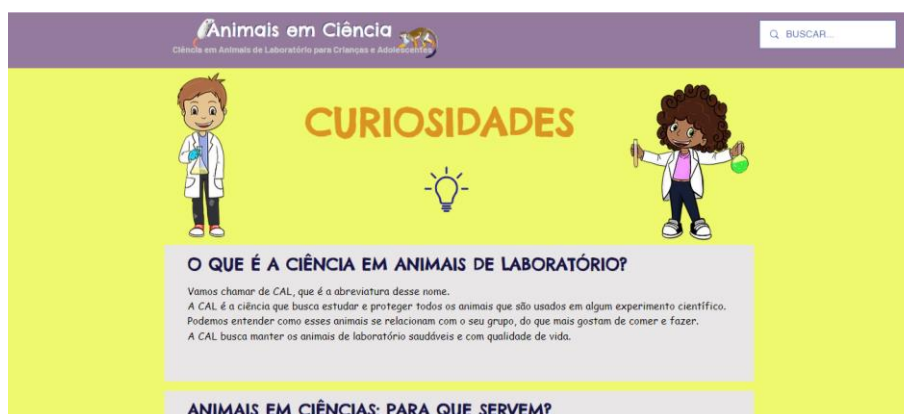 Animais em Ciência
Ciência em Animais de Laboratório para Crianças e Adolescentes
BUSCAR...
CURIOSIDADES
O QUE É A CIÊNCIA EM ANIMAIS DE LABORATÓRIO?
Vamos chamar de CAL, que é a abreviatura desse nome.
A CAL é a ciência que busca estudar e proteger todos os animais que são usados em algum experimento científico.
Podemos entender como esses animais se relacionam com o seu grupo, do que mais gostam de comer e fazer.
A CAL busca manter os animais de laboratório saudáveis e com qualidade de vida.
ANIMAIS EM CIÊNCIAS: PARA QUE SERVEM?